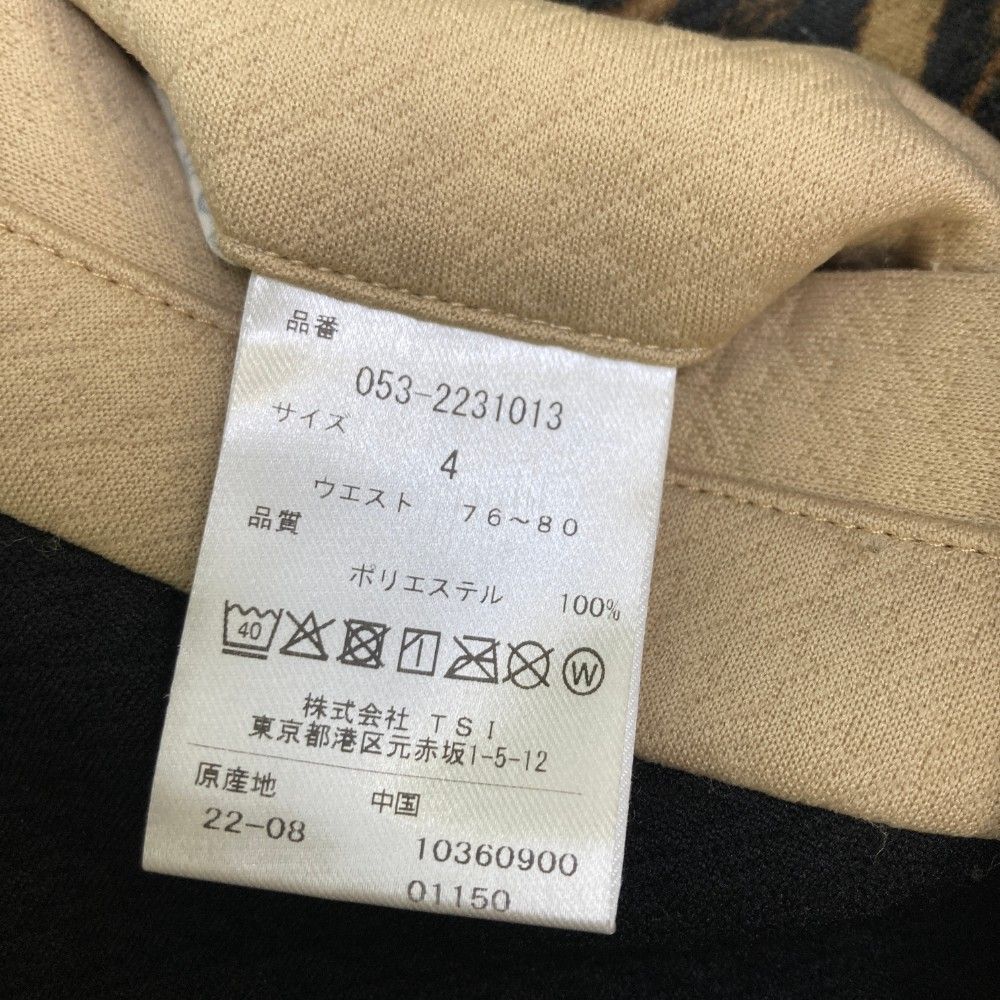 品番
053-2231013
サイズ
4
ウエスト 76～80
品質
ポリエステル 100%
40
W
株式会社 TSI
東京都港区元赤坂1-5-12
原産地 中国
22-08 10360900
01150